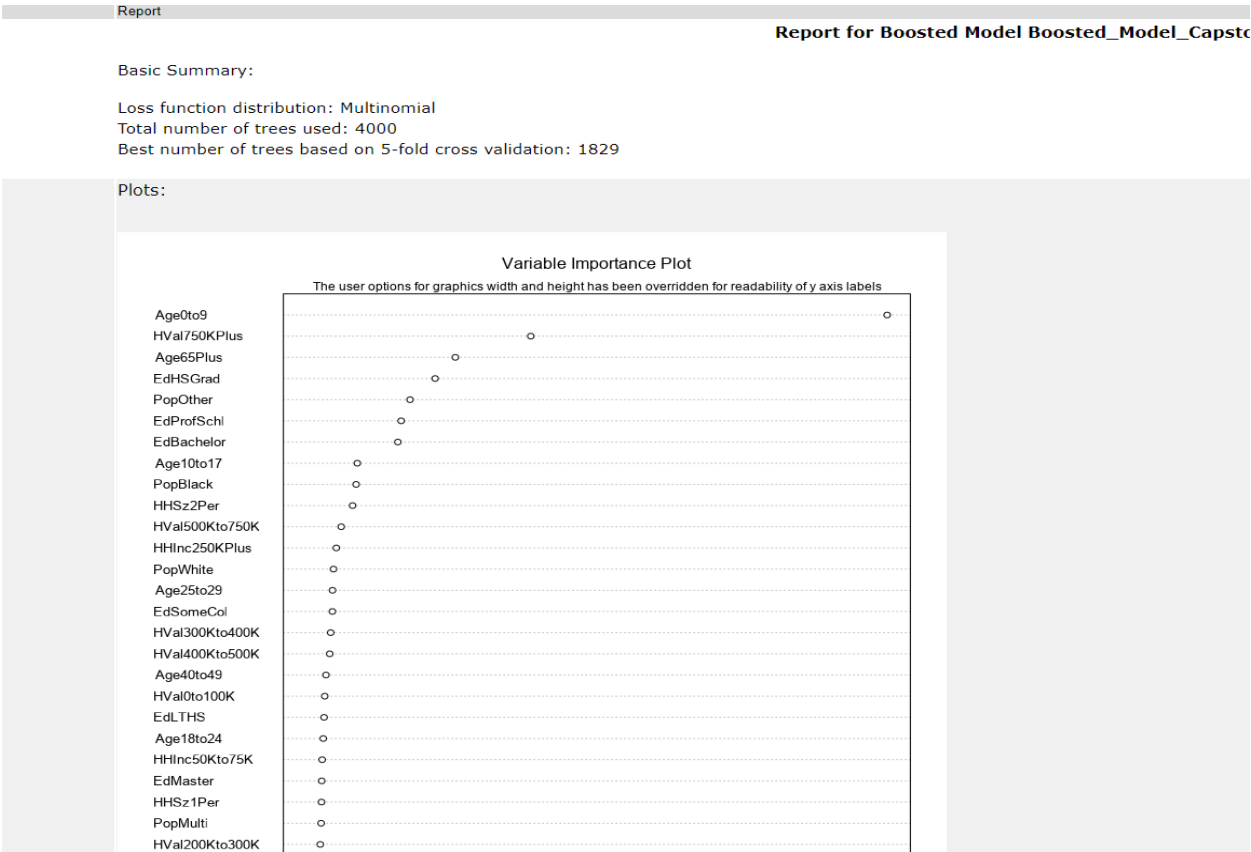 Report
Report for Boosted Model Boosted_Model_Capsto
Basic Summary:
Loss function distribution: Multinomial
Total number of trees used: 4000
Best number of trees based on 5-fold cross validation: 1829
Plots:
Variable Importance Plot
The user options for graphics width and height has been overridden for readability of y axis labels
Age0to9
HVal750KPlus
Age65Plus
EdHSGrad
PopOther
EdProfSchl
EdBachelor
Age10to17
PopBlack
HHSz2Per
HVal500Kto750K
HHInc250KPlus
PopWhite
Age25to29
EdSomeCol
HVal300Kto400K
HVal400Kto500K
Age40to49
HVal0to100K
EdLTHS
Age18to24
HHInc50Kto75K
EdMaster
HHSz1Per
PopMulti
HVal200Kto300K